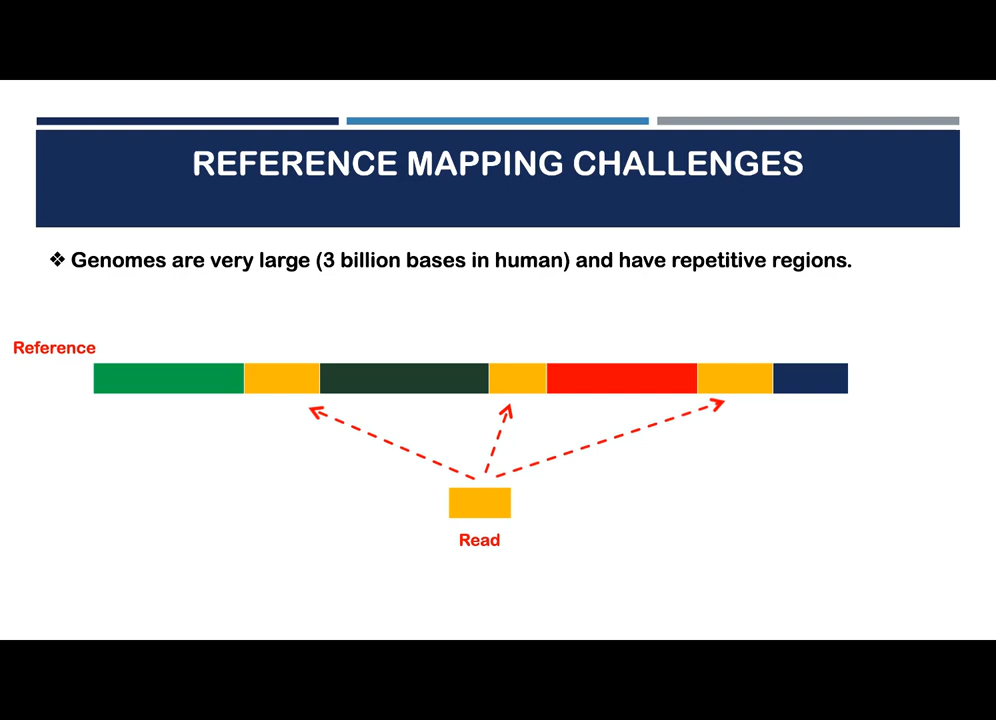 REFERENCE MAPPING CHALLENGES
❖ Genomes are very large (3 billion bases in human) and have repetitive regions.
Reference
Read